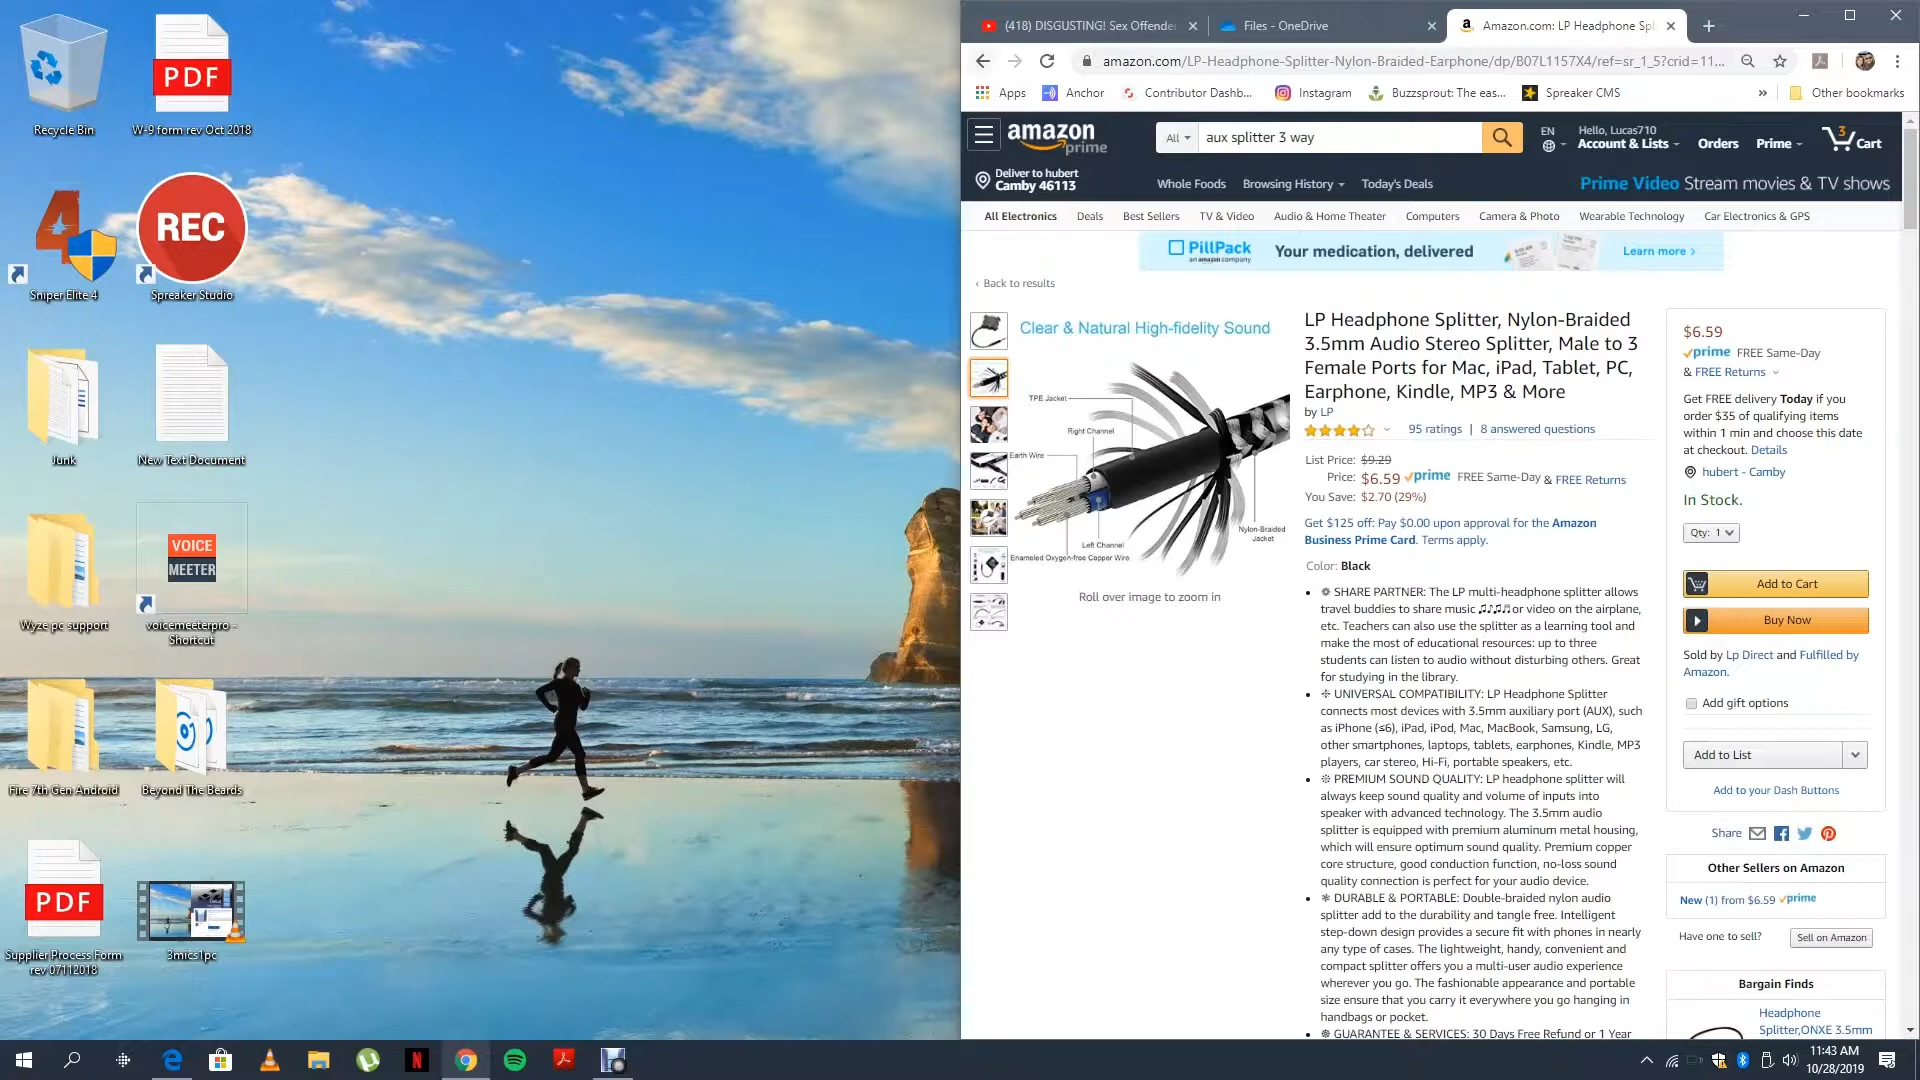 Recycle Bin
PDF
W-9 form rev Oct 2018
4
Sniper Elite 4
REC
Spreaker Studio
Junk
New Text Document
Wyze pc support
VOICE
MEETER
voicemeeterpro -
Shortcut
Fire 7th Gen Android
Beyond The Beards
PDF
Supplier Process Form
rev 07112018
3mics1pc
(418) DISGUSTING! Sex Offende
Files - OneDrive
Amazon.com: LP Headphone Spl
amazon.com/LP-Headphone-Splitter-Nylon-Braided-Earphone/dp/B07L1157X4/ref=sr_1_5?crid=11...
Apps
Anchor
Contributor Dashb...
Instagram
Buzzsprout: The eas...
Spreaker CMS
»
Other bookmarks
amazon
prime
All
aux splitter 3 way
EN
Hello, Lucas710
Account & Lists
Orders
Prime
3
Cart
Deliver to hubert
Camby 46113
Whole Foods
Browsing History
Today's Deals
Prime Video Stream movies & TV shows
All Electronics
Deals
Best Sellers
TV & Video
Audio & Home Theater
Computers
Camera & Photo
Wearable Technology
Car Electronics & GPS
PillPack
an amazon company
Your medication, delivered
Learn more ›
‹ Back to results
Clear & Natural High-fidelity Sound
TPE Jacket
Right Channel
Earth Wire
Nylon-Braided
Jacket
Left Channel
Enameled Oxygen-free Copper Wire
Roll over image to zoom in
LP Headphone Splitter, Nylon-Braided
3.5mm Audio Stereo Splitter, Male to 3
Female Ports for Mac, iPad, Tablet, PC,
Earphone, Kindle, MP3 & More
by LP
95 ratings | 8 answered questions
List Price: $9.29
Price: $6.59 prime FREE Same-Day & FREE Returns
You Save: $2.70 (29%)
Get $125 off: Pay $0.00 upon approval for the Amazon
Business Prime Card. Terms apply.
Color: Black
• ❂ SHARE PARTNER: The LP multi-headphone splitter allows
travel buddies to share music ♫♪♫♬or video on the airplane,
etc. Teachers can also use the splitter as a learning tool and
make the most of educational resources: up to three
students can listen to audio without disturbing others. Great
for studying in the library.
• ❉ UNIVERSAL COMPATIBILITY: LP Headphone Splitter
connects most devices with 3.5mm auxiliary port (AUX), such
as iPhone (≤6), iPad, iPod, Mac, MacBook, Samsung, LG,
other smartphones, laptops, tablets, earphones, Kindle, MP3
players, car stereo, Hi-Fi, portable speakers, etc.
• ❊ PREMIUM SOUND QUALITY: LP headphone splitter will
always keep sound quality and volume of inputs into
speaker with advanced technology. The 3.5mm audio
splitter is equipped with premium aluminum metal housing,
which will ensure optimum sound quality. Premium copper
core structure, good conduction function, no-loss sound
quality connection is perfect for your audio device.
• ❃ DURABLE & PORTABLE: Double-braided nylon audio
splitter add to the durability and tangle free. Intelligent
step-down design provides a secure fit with phones in nearly
any type of cases. The lightweight, handy, convenient and
compact splitter offers you a multi-user audio experience
wherever you go. The fashionable appearance and portable
size ensure that you carry it everywhere you go hanging in
handbags or pocket.
• ❁ GUARANTEE & SERVICES: 30 Days Free Refund or 1 Year
$6.59
prime FREE Same-Day
& FREE Returns
Get FREE delivery Today if you
order $35 of qualifying items
within 1 min and choose this date
at checkout. Details
hubert - Camby
In Stock.
Qty: 1
Add to Cart
Buy Now
Sold by Lp Direct and Fulfilled by
Amazon.
Add gift options
Add to List
Add to your Dash Buttons
Share
Other Sellers on Amazon
New (1) from $6.59 prime
Have one to sell?
Sell on Amazon
Bargain Finds
Headphone
Splitter,ONXE 3.5mm
11:43 AM
10/28/2019